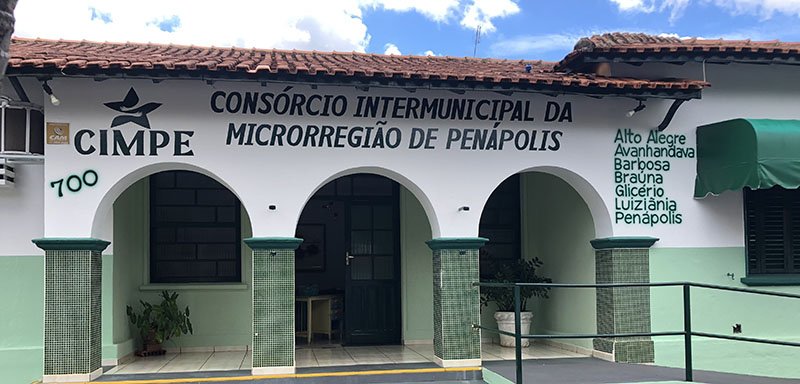 CIMPE
700
CONSÓRCIO INTERMUNICIPAL DA
MICRORREGIÃO DE PENÁPOLIS
Alto Alegre
Avanhandava
Barbosa
Braúna
Glicério
Luiziânia
Penápolis